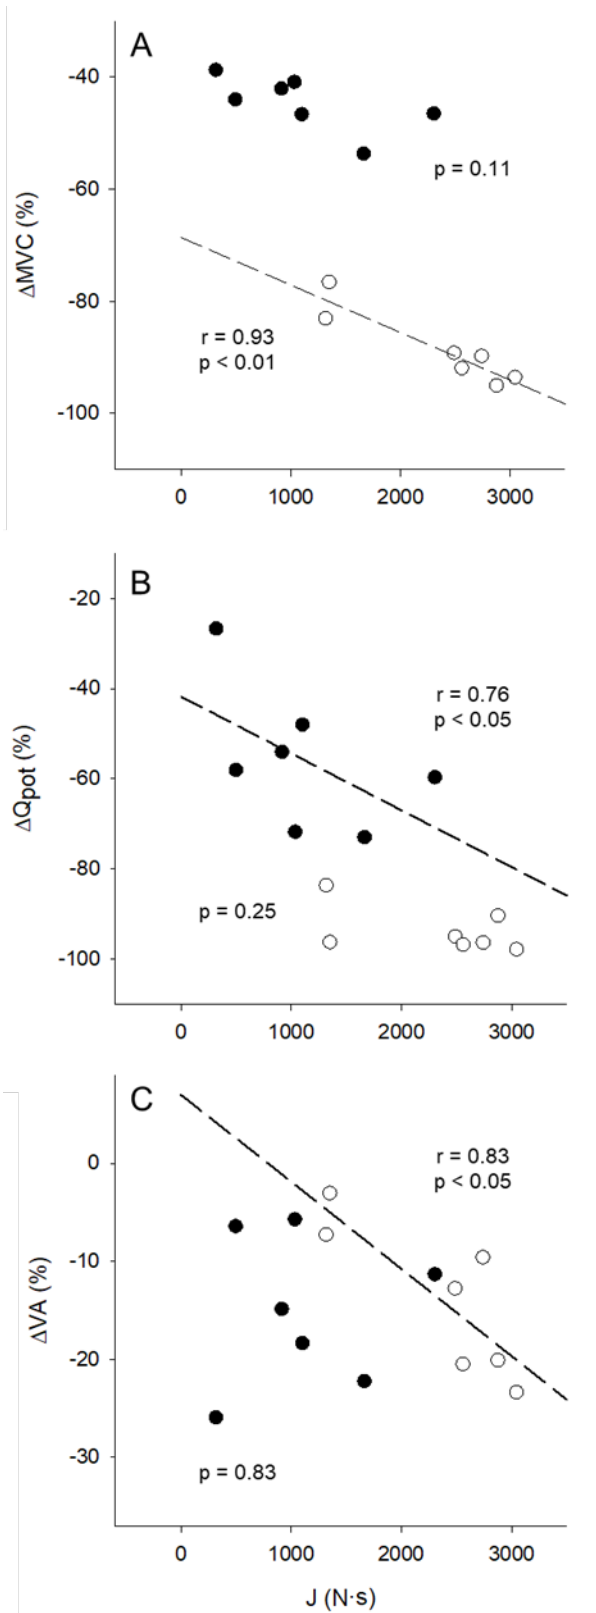 A
-40
-60
-80
-100
ΔMVC (%)
p = 0.11
r = 0.93
p < 0.01
0 1000 2000 3000
B
-20
-40
-60
-80
-100
ΔQpot (%)
r = 0.76
p < 0.05
p = 0.25
0 1000 2000 3000
C
0
-10
-20
-30
ΔVA (%)
r = 0.83
p < 0.05
p = 0.83
0 1000 2000 3000
J (N·s)